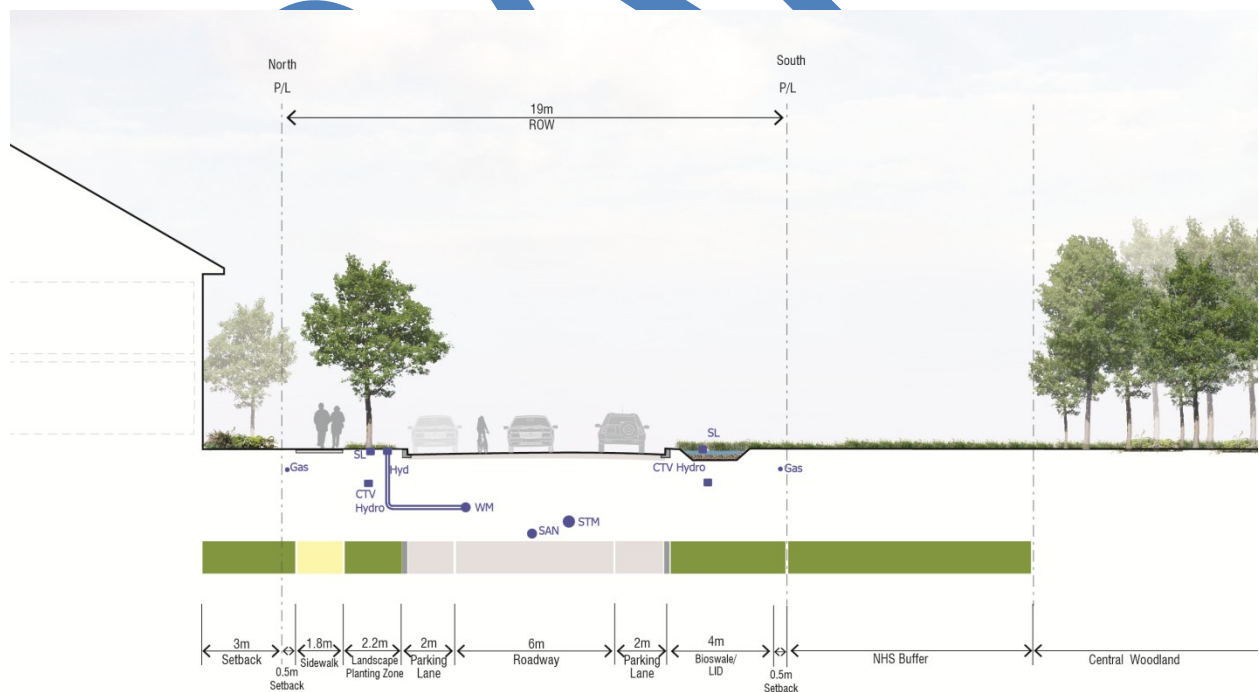 North
P/L
South
P/L
19m
ROW
SL
Gas
SL
Hyd
CTV Hydro
Gas
CTV
Hydro
WM
STM
SAN
3m
Setback
0.5m
Setback
1.8m
Sidewalk
2.2m
Landscape
Planting Zone
2m
Parking
Lane
6m
Roadway
2m
Parking
Lane
4m
Bioswale/
LID
0.5m
Setback
NHS Buffer
Central Woodland